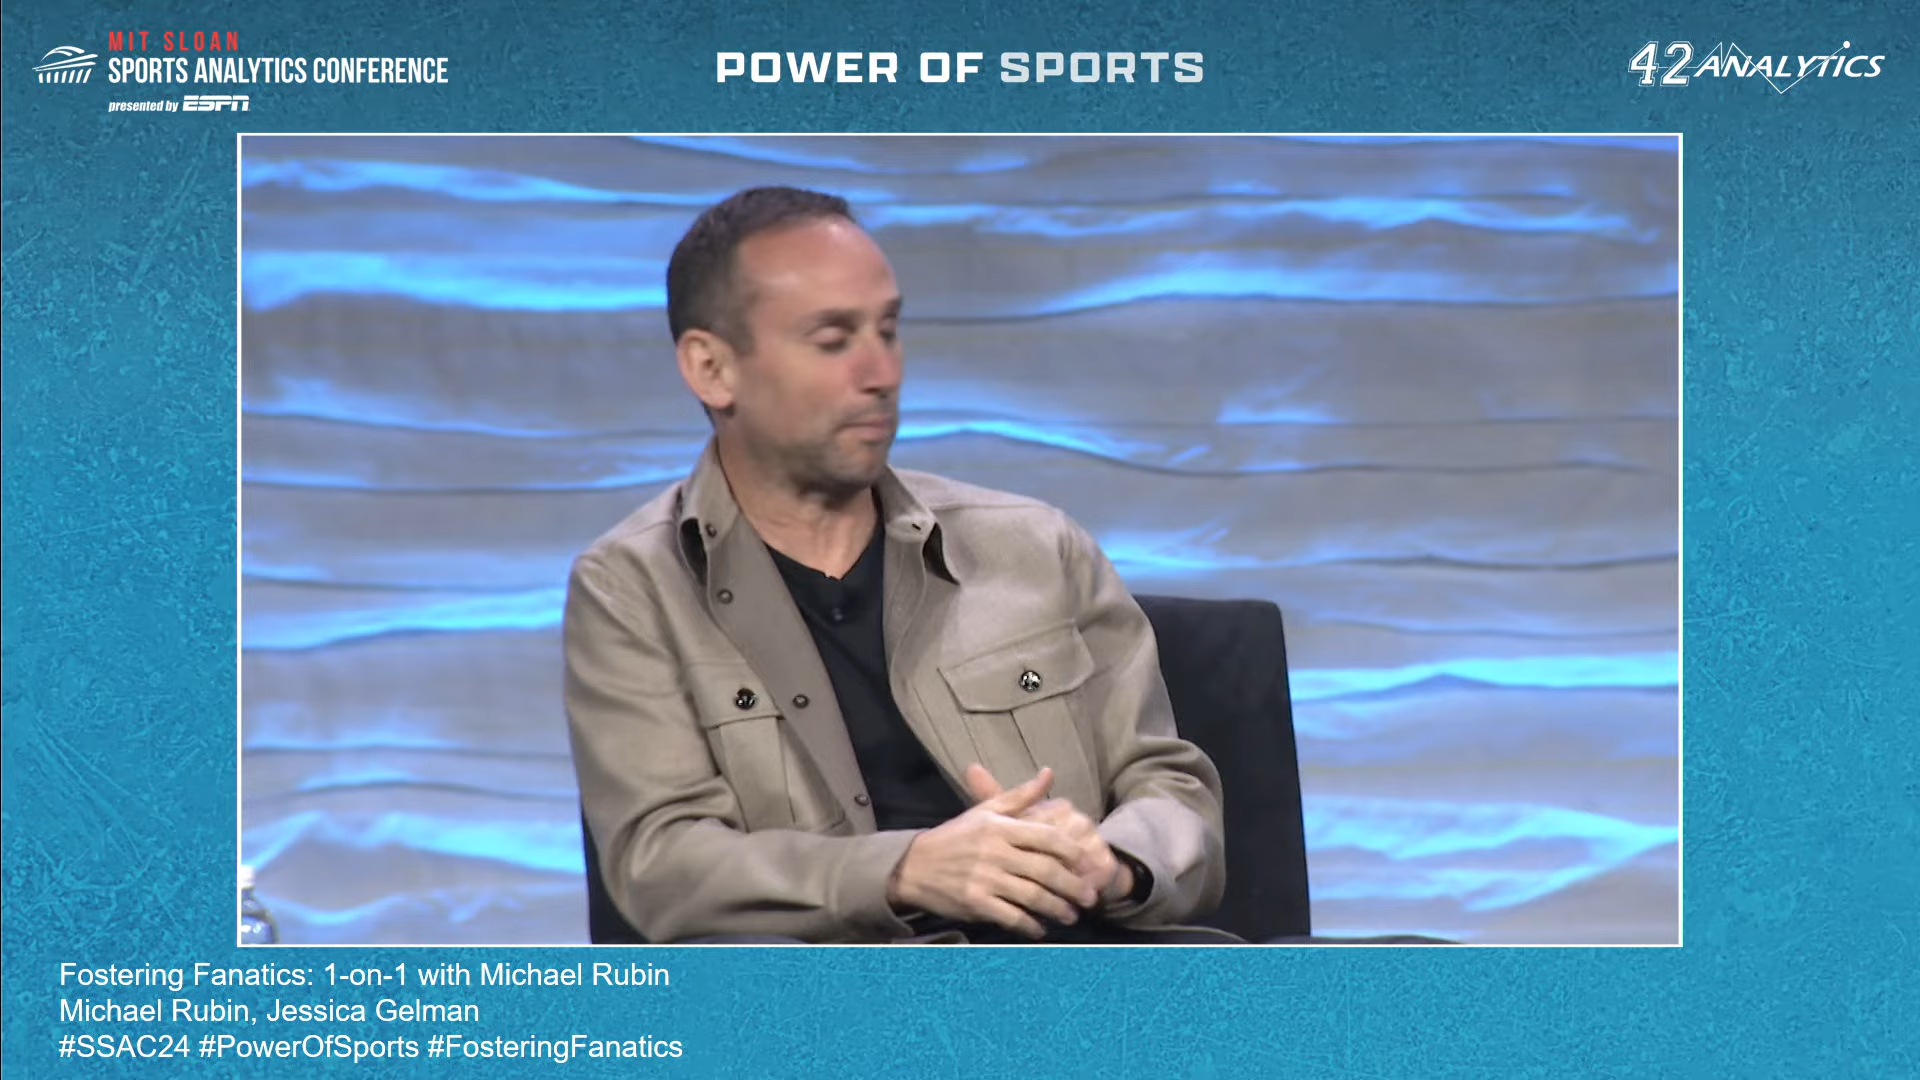 MIT SLOAN
SPORTS ANALYTICS CONFERENCE
presented by ESPN
POWER OF SPORTS
42 ANALYTICS
Fostering Fanatics: 1-on-1 with Michael Rubin
Michael Rubin, Jessica Gelman
#SSAC24 #PowerOfSports #FosteringFanatics